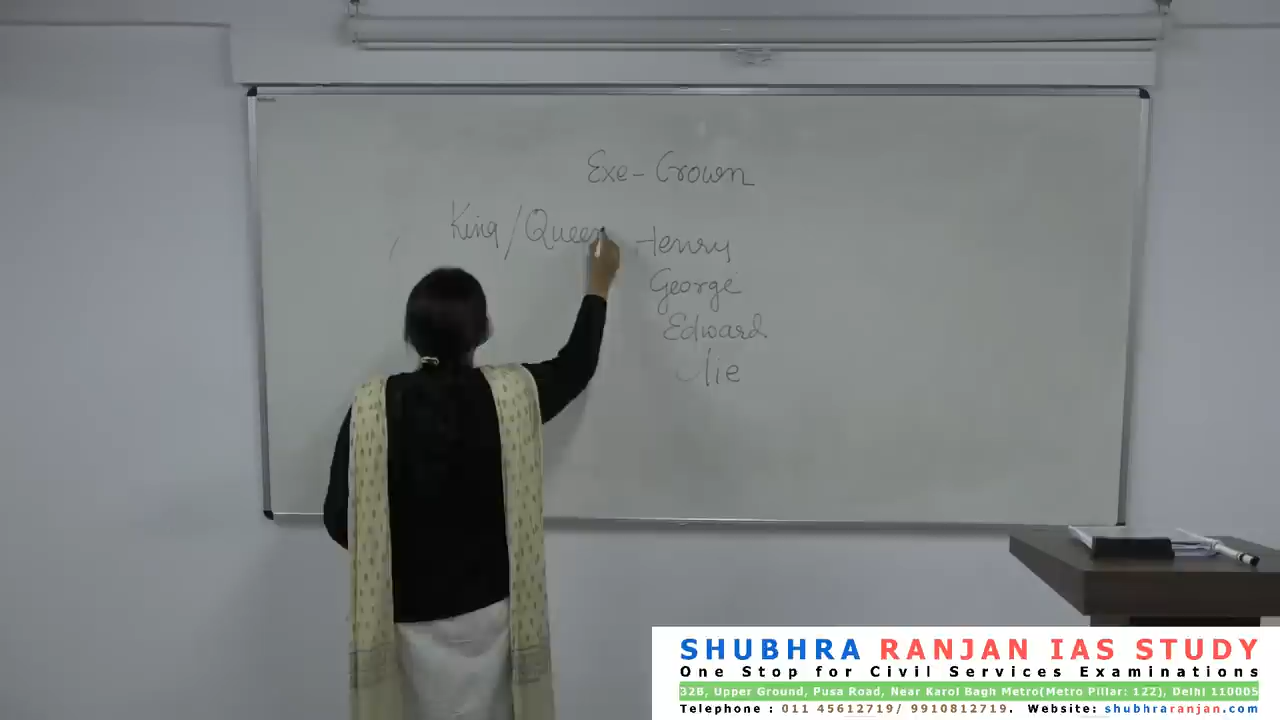 Exe - Crown
King / Queen Henry
George
Edward
SHUBHRA RANJAN IAS STUDY
One Stop for Civil Services Examinations
32B, Upper Ground, Pusa Road, Near Karol Bagh Metro(Metro Pillar: 122), Delhi 110005
Telephone : 011 45612719/ 9910812719. Website: shubhraranjan.com